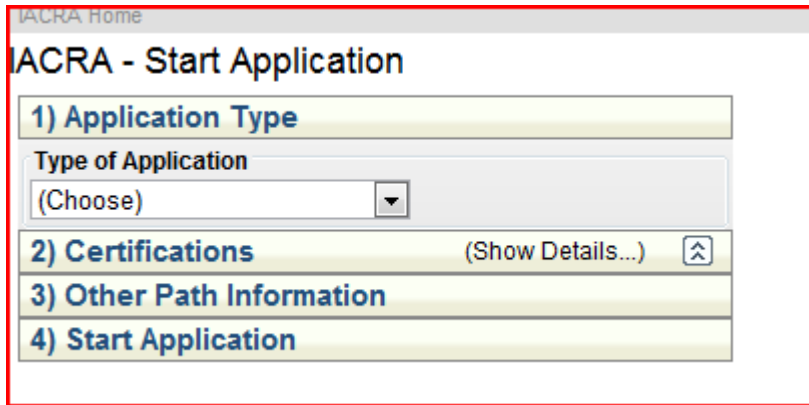 IACRA Home
IACRA - Start Application
1) Application Type
Type of Application
(Choose)
2) Certifications (Show Details...)
3) Other Path Information
4) Start Application